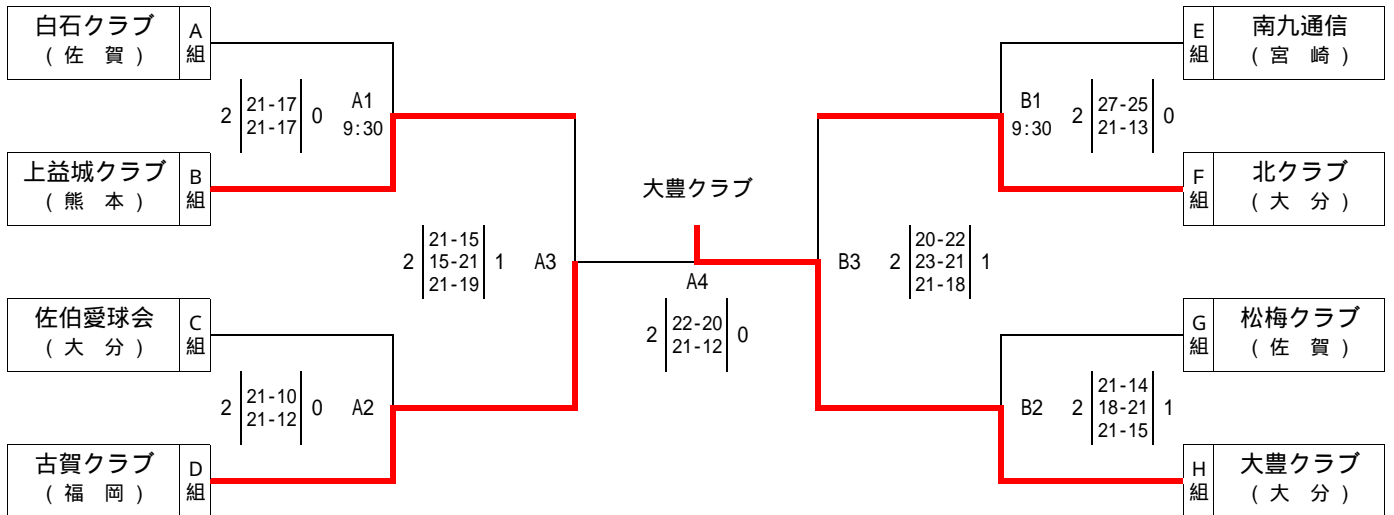 白石クラブ
(佐 賀)
A
組
2
21-17
21-17
0
A1
9:30
上益城クラブ
(熊 本)
B
組
2
21-15
15-21
21-19
1
A3
佐伯愛球会
(大 分)
C
組
2
21-10
21-12
0
A2
古賀クラブ
(福 岡)
D
組
大豊クラブ
A4
2
22-20
21-12
0
E
組
南九通信
(宮 崎)
B1
9:30
2
27-25
21-13
0
F
組
北クラブ
(大 分)
B3
2
20-22
23-21
21-18
1
G
組
松梅クラブ
(佐 賀)
B2
2
21-14
18-21
21-15
1
H
組
大豊クラブ
(大 分)